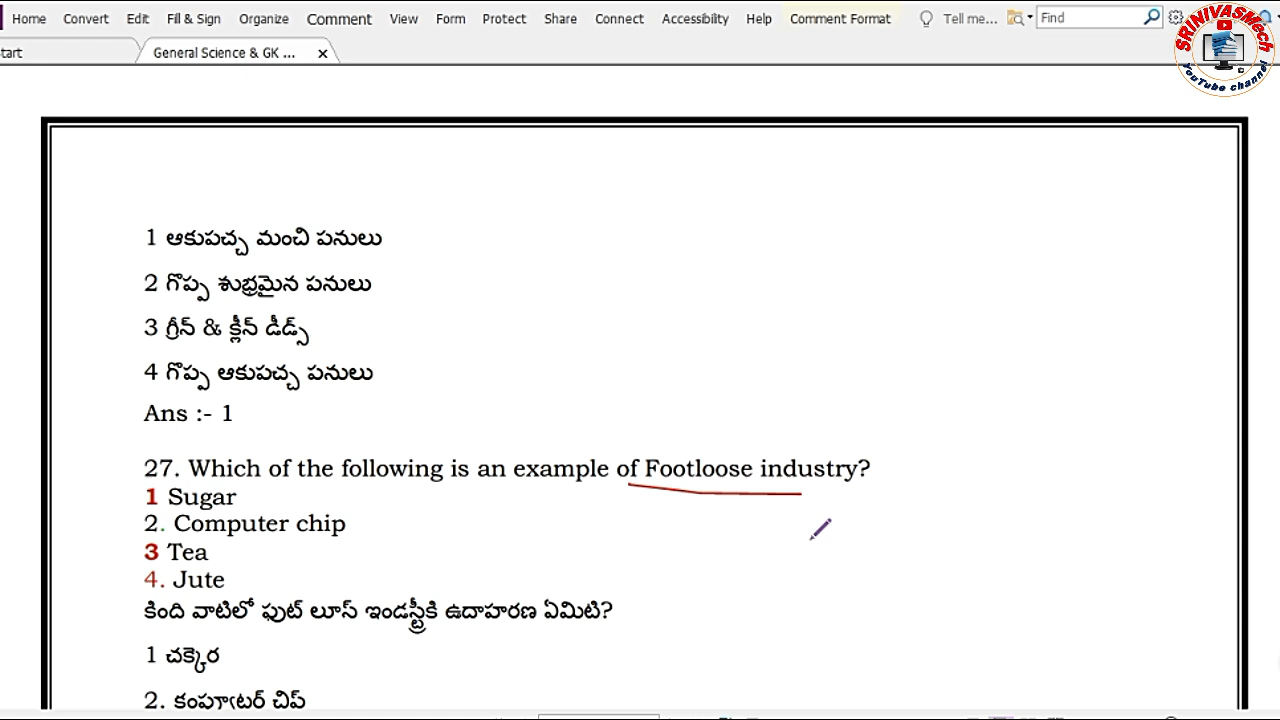 Home Convert Edit Fill & Sign Organize Comment View Form Protect Share Connect Accessibility Help Comment Format Tell me... Find
tart General Science & GK ...
SRINIVASMech
YouTube channel
1 ఆకుపచ్చ మంచి పనులు
2 గొప్ప శుభ్రమైన పనులు
3 గ్రీన్ & క్లీన్ డీడ్స్
4 గొప్ప ఆకుపచ్చ పనులు
Ans :- 1
27. Which of the following is an example of Footloose industry?
1 Sugar
2. Computer chip
3 Tea
4. Jute
కింది వాటిలో ఫుట్ లూస్ ఇండస్ట్రీకి ఉదాహరణ ఏమిటి?
1 చక్కెర
2. కంప్యూటర్ చిప్